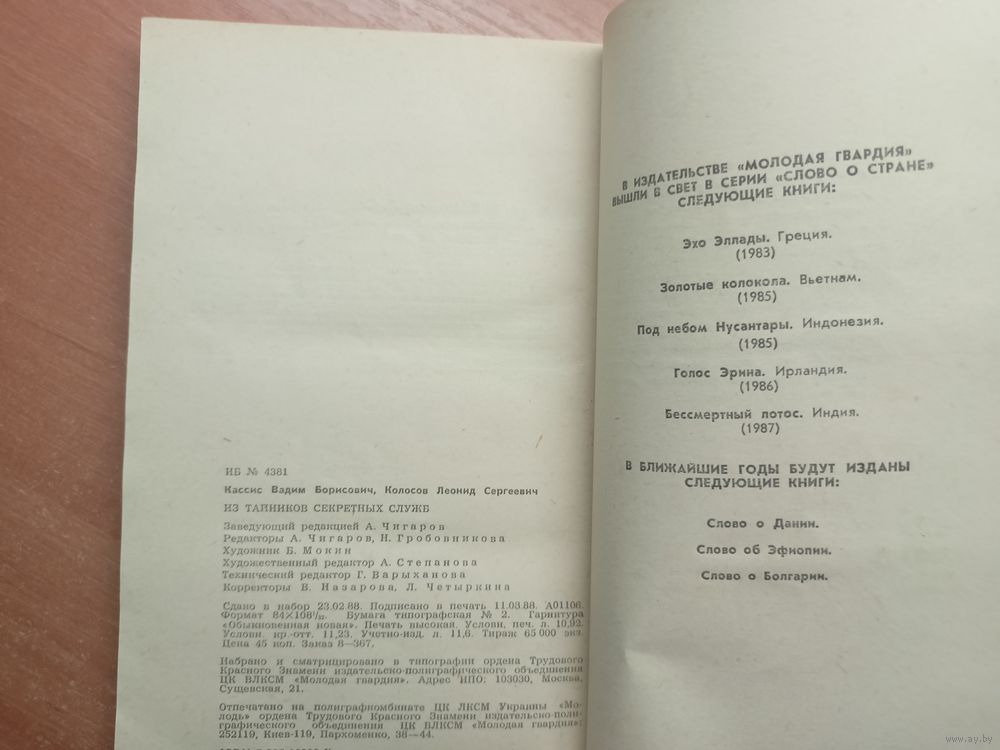 ИБ № 4381
Кассис Вадим Борисович, Колосов Леонид Сергеевич
ИЗ ТАЙНИКОВ СЕКРЕТНЫХ СЛУЖБ
Заведующий редакцией А. Чигаров
Редакторы А. Чигаров, Н. Гробовникова
Художник Б. Мокин
Художественный редактор А. Степанова
Технический редактор Г. Варыханова
Корректоры В. Назарова, Л. Четыркина
Сдано в набор 23.02.88. Подписано в печать 11.03.88. А01106.
Формат 84×108¹/₃₂. Бумага типографская № 2. Гарнитура
«Обыкновенная новая». Печать высокая. Условн. печ. л. 10,92.
Условн. кр.-отт. 11,23. Учетно-изд. л. 11,6. Тираж 65 000 экз.
Цена 45 коп. Заказ 8—367.
Набрано и сматрицировано в типографии ордена Трудового
Красного Знамени издательско-полиграфического объединения
ЦК ВЛКСМ «Молодая гвардия». Адрес ИПО: 103030, Москва,
Сущевская, 21.
Отпечатано на полиграфкомбинате ЦК ЛКСМ Украины «Мо-
лодь» ордена Трудового Красного Знамени издательско-поли-
графического объединения ЦК ВЛКСМ «Молодая гвардия»:
252119, Киев-119, Пархоменко, 38—44.
В ИЗДАТЕЛЬСТВЕ «МОЛОДАЯ ГВАРДИЯ»
ВЫШЛИ В СВЕТ В СЕРИИ «СЛОВО О СТРАНЕ»
СЛЕДУЮЩИЕ КНИГИ:
Эхо Эллады. Греция.
(1983)
Золотые колокола. Вьетнам.
(1985)
Под небом Нусантары. Индонезия.
(1985)
Голос Эрина. Ирландия.
(1986)
Бессмертный лотос. Индия.
(1987)
В БЛИЖАЙШИЕ ГОДЫ БУДУТ ИЗДАНЫ
СЛЕДУЮЩИЕ КНИГИ:
Слово о Дании.
Слово об Эфиопии.
Слово о Болгарии.
www.ay.by